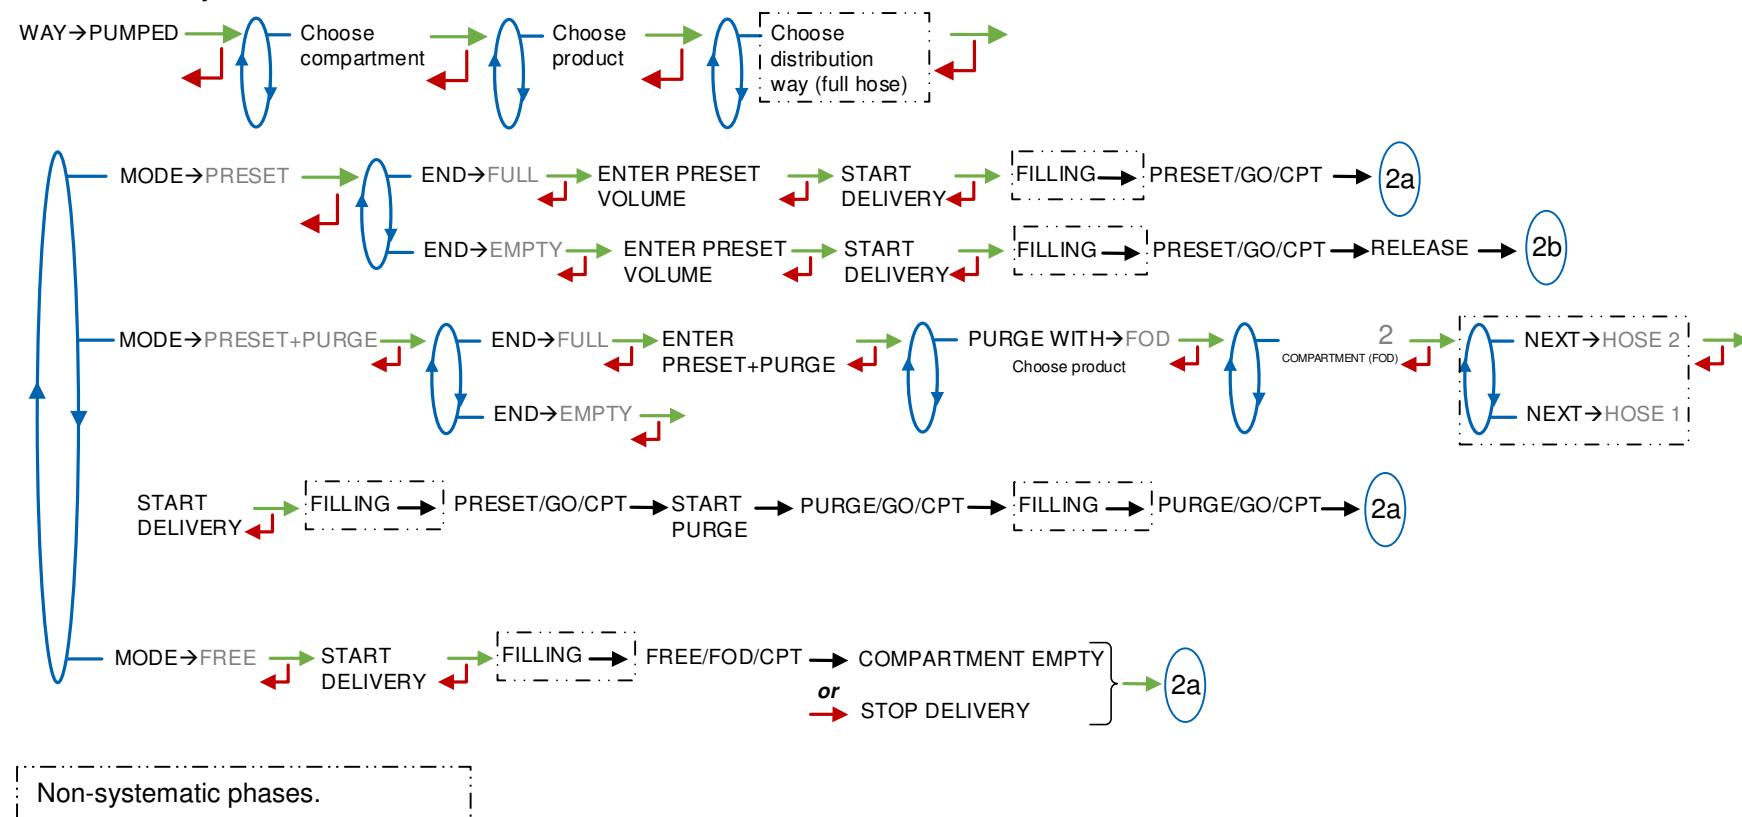 WAY→PUMPED
Choose
compartment
Choose
product
Choose
distribution
way (full hose)
MODE→PRESET
END→FULL
ENTER PRESET
VOLUME
START
DELIVERY
FILLING
PRESET/GO/CPT
2a
END→EMPTY
ENTER PRESET
VOLUME
START
DELIVERY
FILLING
PRESET/GO/CPT
RELEASE
2b
MODE→PRESET+PURGE
END→FULL
ENTER
PRESET+PURGE
PURGE WITH→FOD
Choose product
2
COMPARTMENT (FOD)
NEXT→HOSE 2
END→EMPTY
NEXT→HOSE 1
START
DELIVERY
FILLING
PRESET/GO/CPT
START
PURGE
PURGE/GO/CPT
FILLING
PURGE/GO/CPT
2a
MODE→FREE
START
DELIVERY
FILLING
FREE/FOD/CPT
COMPARTMENT EMPTY
or
STOP DELIVERY
2a
Non-systematic phases.